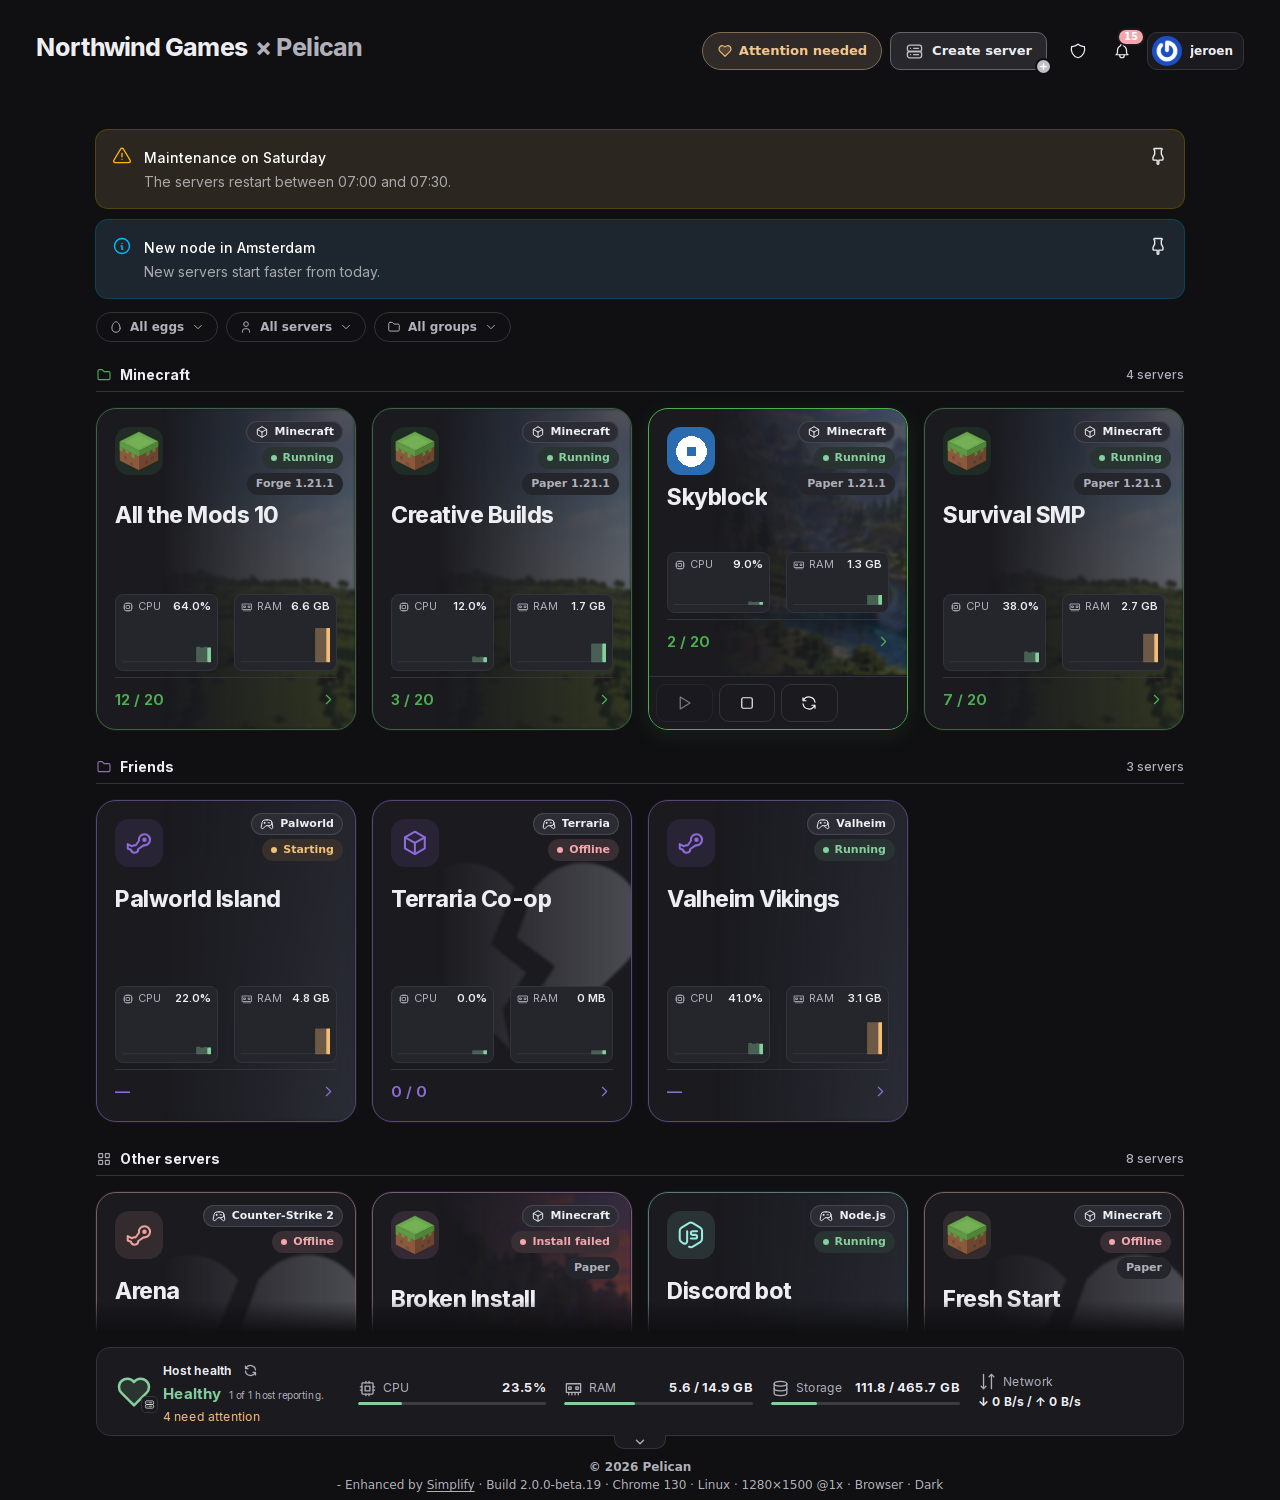 Northwind Games × Pelican
Attention needed
Create server
15
jeroen
Maintenance on Saturday
The servers restart between 07:00 and 07:30.
New node in Amsterdam
New servers start faster from today.
All eggs
All servers
All groups
Minecraft
4 servers
Minecraft
Running
Forge 1.21.1
All the Mods 10
CPU 64.0%
RAM 6.6 GB
12 / 20
Minecraft
Running
Paper 1.21.1
Creative Builds
CPU 12.0%
RAM 1.7 GB
3 / 20
Minecraft
Running
Paper 1.21.1
Skyblock
CPU 9.0%
RAM 1.3 GB
2 / 20
Minecraft
Running
Paper 1.21.1
Survival SMP
CPU 38.0%
RAM 2.7 GB
7 / 20
Friends
3 servers
Palworld
Starting
Palworld Island
CPU 22.0%
RAM 4.8 GB
—
Terraria
Offline
Terraria Co-op
CPU 0.0%
RAM 0 MB
0 / 0
Valheim
Running
Valheim Vikings
CPU 41.0%
RAM 3.1 GB
—
Other servers
8 servers
Counter-Strike 2
Offline
Arena
Minecraft
Install failed
Paper
Broken Install
Node.js
Running
JS
Discord bot
Minecraft
Offline
Paper
Fresh Start
Host health
Healthy 1 of 1 host reporting.
4 need attention
CPU 23.5%
RAM 5.6 / 14.9 GB
Storage 111.8 / 465.7 GB
Network
↓ 0 B/s / ↑ 0 B/s
© 2026 Pelican
- Enhanced by Simplify · Build 2.0.0-beta.19 · Chrome 130 · Linux · 1280×1500 @1x · Browser · Dark